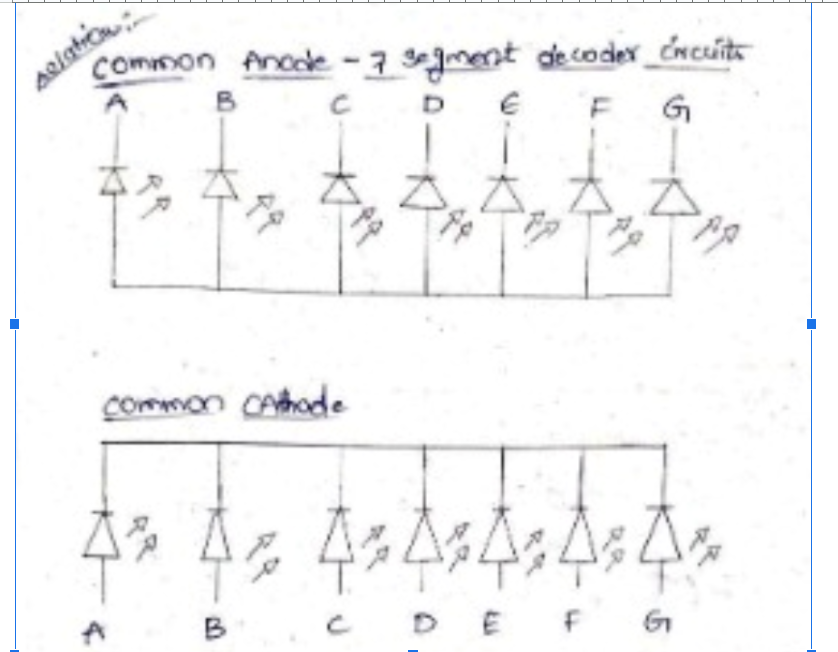 Solution:-
Common Anode - 7 segment decoder circuits
A B C D E F G
Common CAthode
A B C D E F G